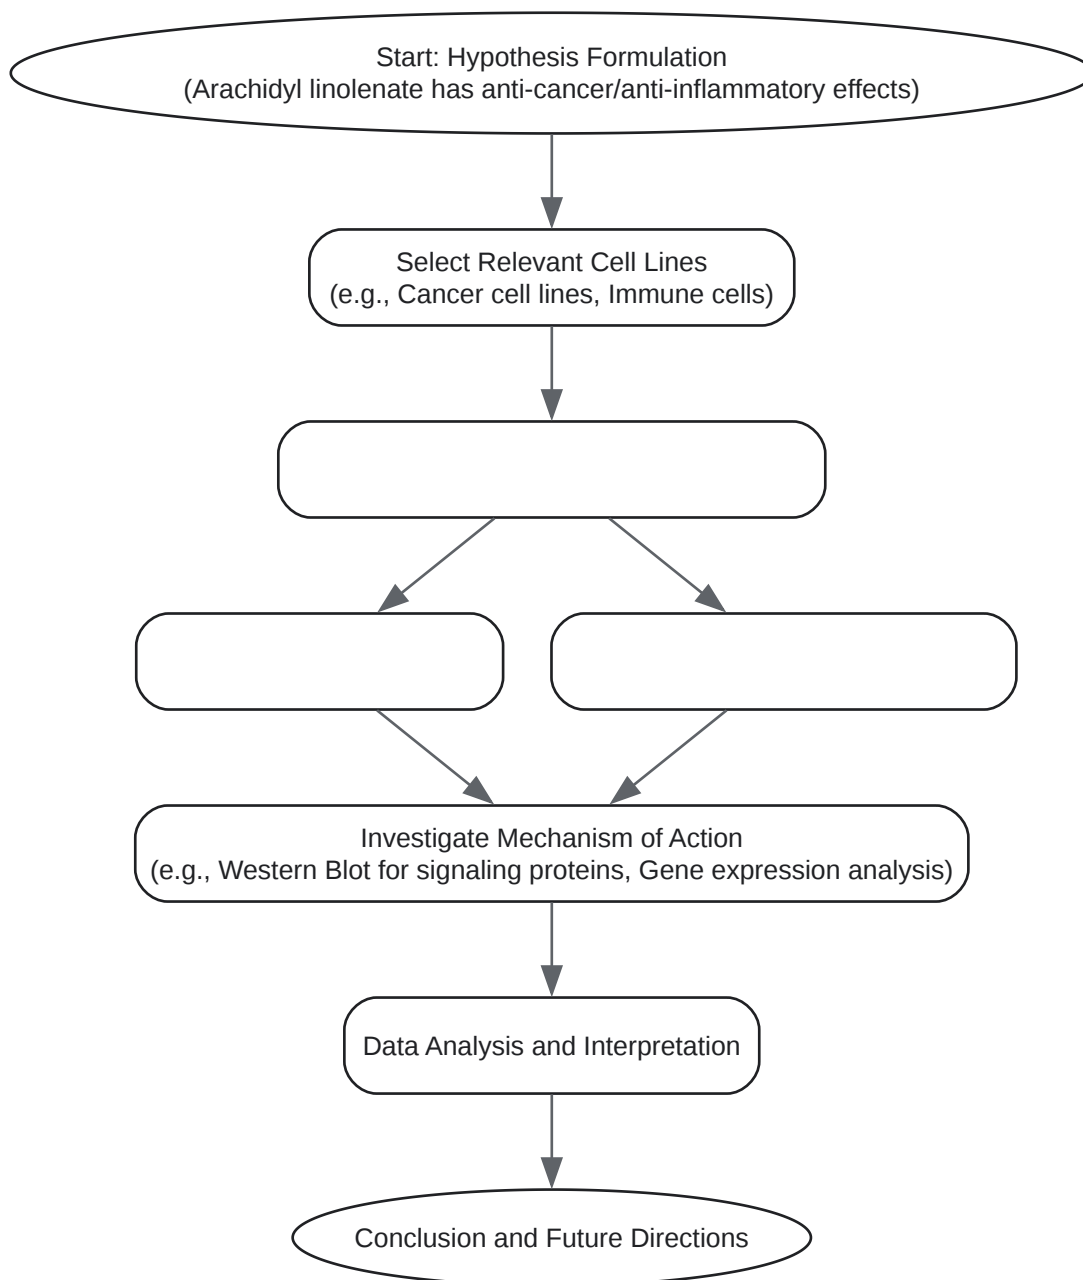 Start: Hypothesis Formulation
(Arachidyl linolenate has anti-cancer/anti-inflammatory effects)
Select Relevant Cell Lines
(e.g., Cancer cell lines, Immune cells)
Investigate Mechanism of Action
(e.g., Western Blot for signaling proteins, Gene expression analysis)
Data Analysis and Interpretation
Conclusion and Future Directions